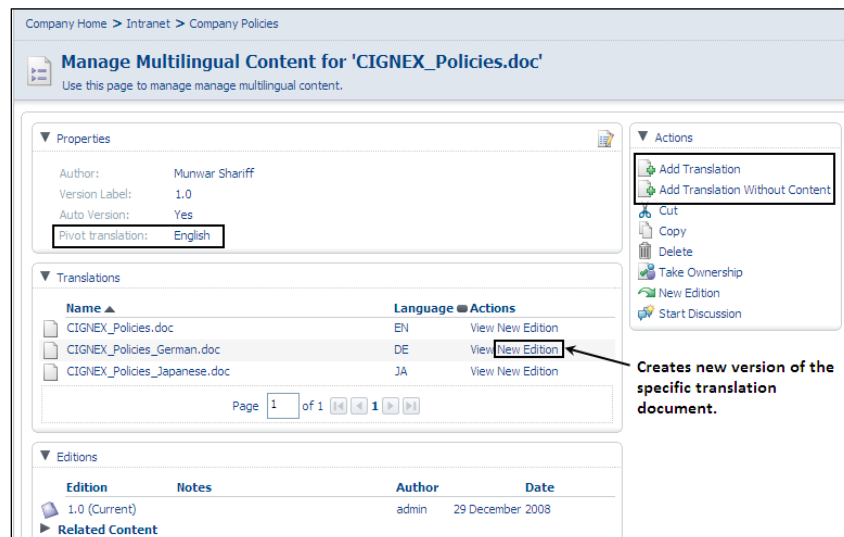 Company Home > Intranet > Company Policies
Manage Multilingual Content for 'CIGNEX_Policies.doc'
Use this page to manage manage multilingual content.
Properties
Author: Munwar Shariff
Version Label: 1.0
Auto Version: Yes
Pivot translation: English
Translations
Name Language Actions
CIGNEX_Policies.doc EN View New Edition
CIGNEX_Policies_German.doc DE View New Edition
CIGNEX_Policies_Japanese.doc JA View New Edition
Page 1 of 1 1
Editions
Edition Notes Author Date
1.0 (Current) admin 29 December 2008
Related Content
Actions
Add Translation
Add Translation Without Content
Cut
Copy
Delete
Take Ownership
New Edition
Start Discussion
Creates new version of the
specific translation
document.